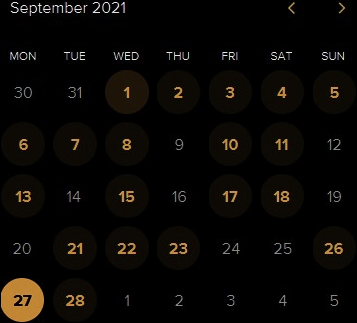 September 2021
MON TUE WED THU FRI SAT SUN
30 31 1 2 3 4 5
6 7 8 9 10 11 12
13 14 15 16 17 18 19
20 21 22 23 24 25 26
27 28 1 2 3 4 5